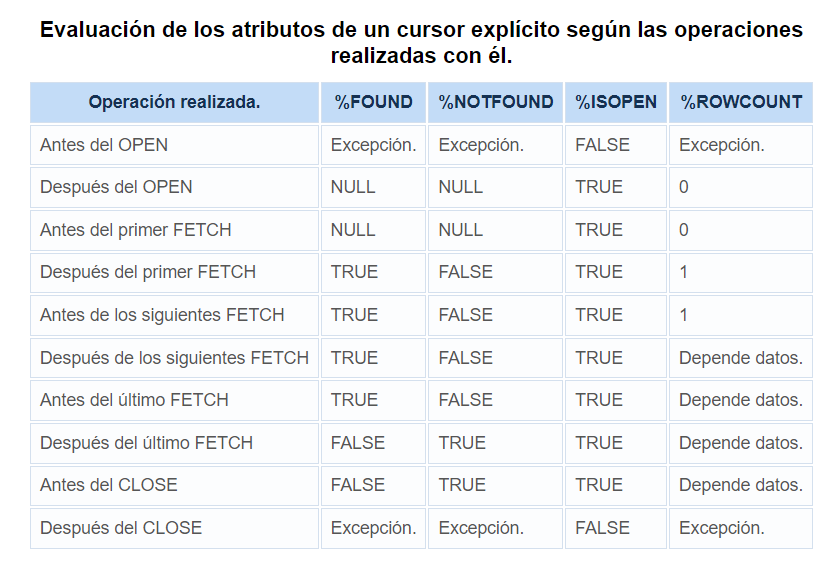 Evaluación de los atributos de un cursor explícito según las operaciones
realizadas con él.
Operación realizada. %FOUND %NOTFOUND %ISOPEN %ROWCOUNT
Antes del OPEN Excepción. Excepción. FALSE Excepción.
Después del OPEN NULL NULL TRUE 0
Antes del primer FETCH NULL NULL TRUE 0
Después del primer FETCH TRUE FALSE TRUE 1
Antes de los siguientes FETCH TRUE FALSE TRUE 1
Después de los siguientes FETCH TRUE FALSE TRUE Depende datos.
Antes del último FETCH TRUE FALSE TRUE Depende datos.
Después del último FETCH FALSE TRUE TRUE Depende datos.
Antes del CLOSE FALSE TRUE TRUE Depende datos.
Después del CLOSE Excepción. Excepción. FALSE Excepción.